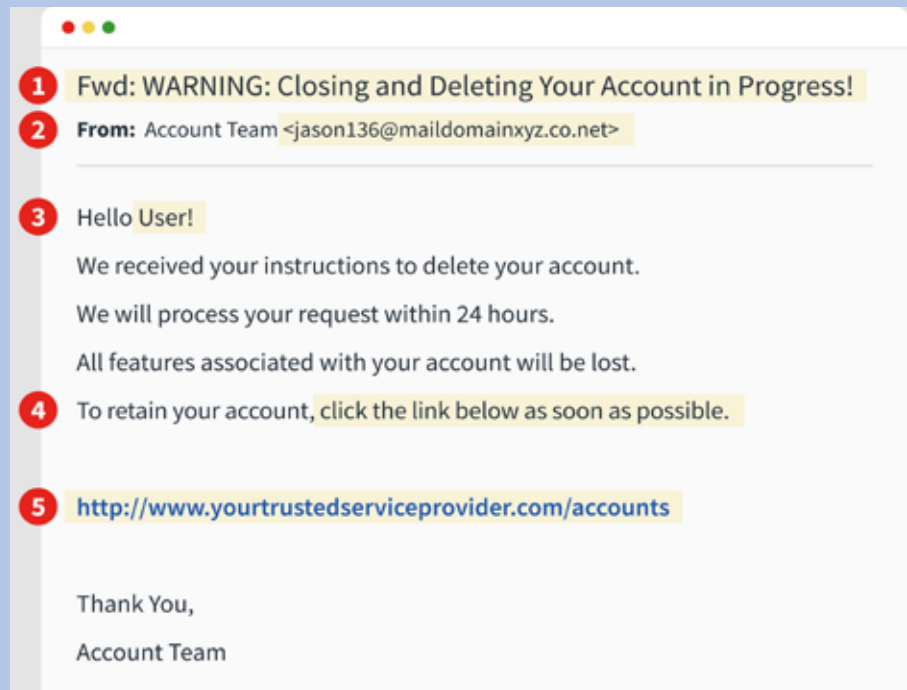 1 Fwd: WARNING: Closing and Deleting Your Account in Progress!
2 From: Account Team <jason136@maildomainxyz.co.net>
3 Hello User!
We received your instructions to delete your account.
We will process your request within 24 hours.
All features associated with your account will be lost.
4 To retain your account, click the link below as soon as possible.
5 http://www.yourtrustedserviceprovider.com/accounts
Thank You,
Account Team